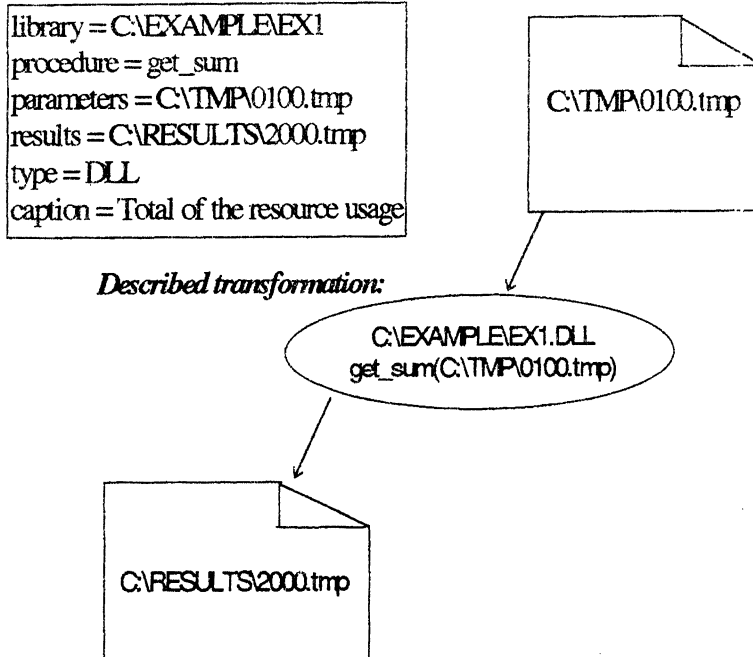 library = C:\EXAMPLE\EX1
procedure = get_sum
parameters = C:\TMP\0100.tmp
results = C:\RESULTS\2000.tmp
type = DLL
caption = Total of the resource usage
C:\TMP\0100.tmp
Described transformation:
C:\EXAMPLE\EX1.DLL
get_sum(C:\TMP\0100.tmp)
C:\RESULTS\2000.tmp